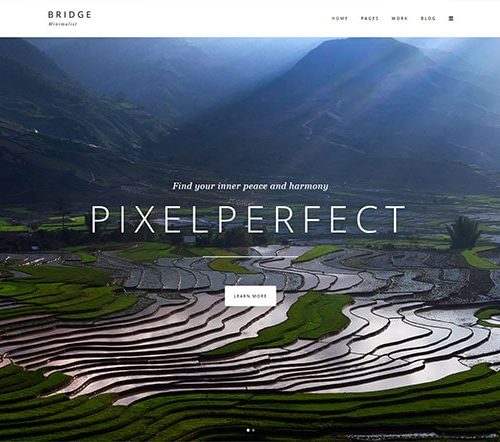 BRIDGE
Minimalist
HOME PAGES WORK BLOG
Find your inner peace and harmony
PIXELPERFECT
LEARN MORE